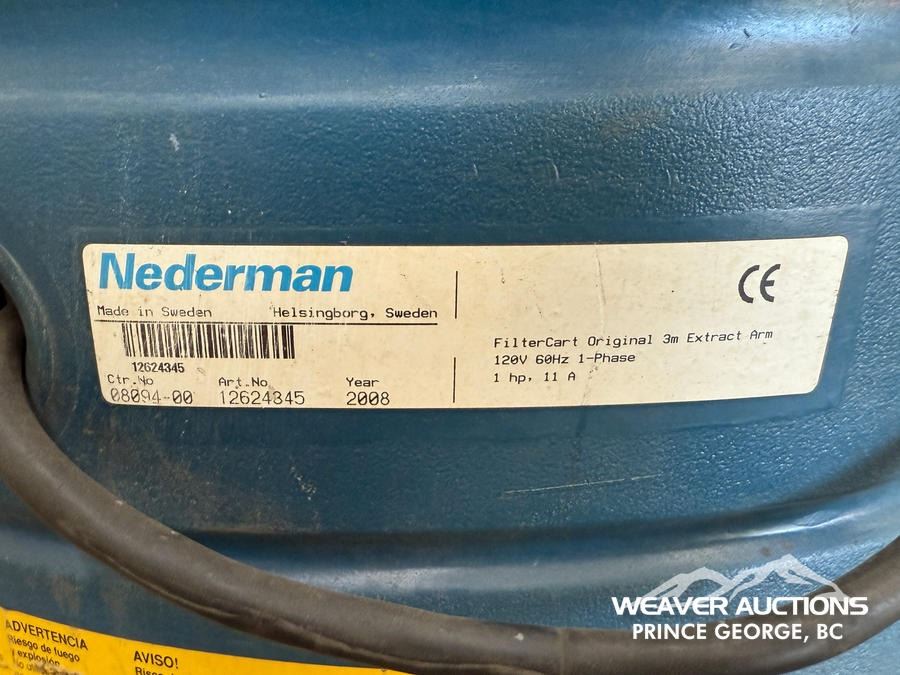 Nederman
Made in Sweden Helsingborg, Sweden
12624345
Ctr.No Art.No Year
08094-00 12624345 2008
CE
FilterCart Original 3m Extract Arm
120V 60Hz 1-Phase
1 hp, 11 A
ADVERTENCIA
Riesgo de fuego
y explosión
No
AVISO!
WEAVER AUCTIONS
PRINCE GEORGE, BC